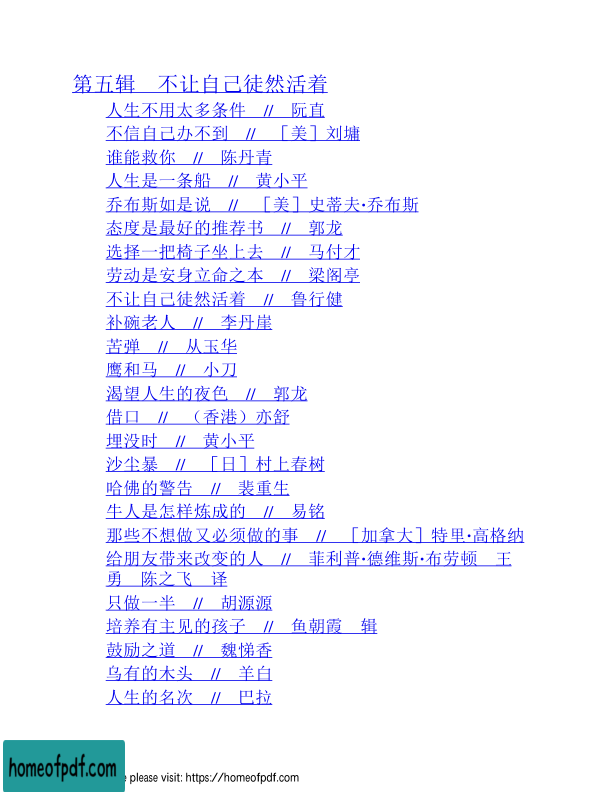 第五辑　不让自己徒然活着
人生不用太多条件　//　阮直
不信自己办不到　//　［美］刘墉
谁能救你　//　陈丹青
人生是一条船　//　黄小平
乔布斯如是说　//　［美］史蒂夫·乔布斯
态度是最好的推荐书　//　郭龙
选择一把椅子坐上去　//　马付才
劳动是安身立命之本　//　梁阁亭
不让自己徒然活着　//　鲁行健
补碗老人　//　李丹崖
苦弹　//　从玉华
鹰和马　//　小刀
渴望人生的夜色　//　郭龙
借口　//　（香港）亦舒
埋没时　//　黄小平
沙尘暴　//　［日］村上春树
哈佛的警告　//　裴重生
牛人是怎样炼成的　//　易铭
那些不想做又必须做的事　//　［加拿大］特里·高格纳
给朋友带来改变的人　//　菲利普·德维斯·布劳顿　王
勇　陈之飞　译
只做一半　//　胡源源
培养有主见的孩子　//　鱼朝霞　辑
鼓励之道　//　魏悌香
乌有的木头　//　羊白
人生的名次　//　巴拉
homeofpdf.com
e please visit: https://homeofpdf.com